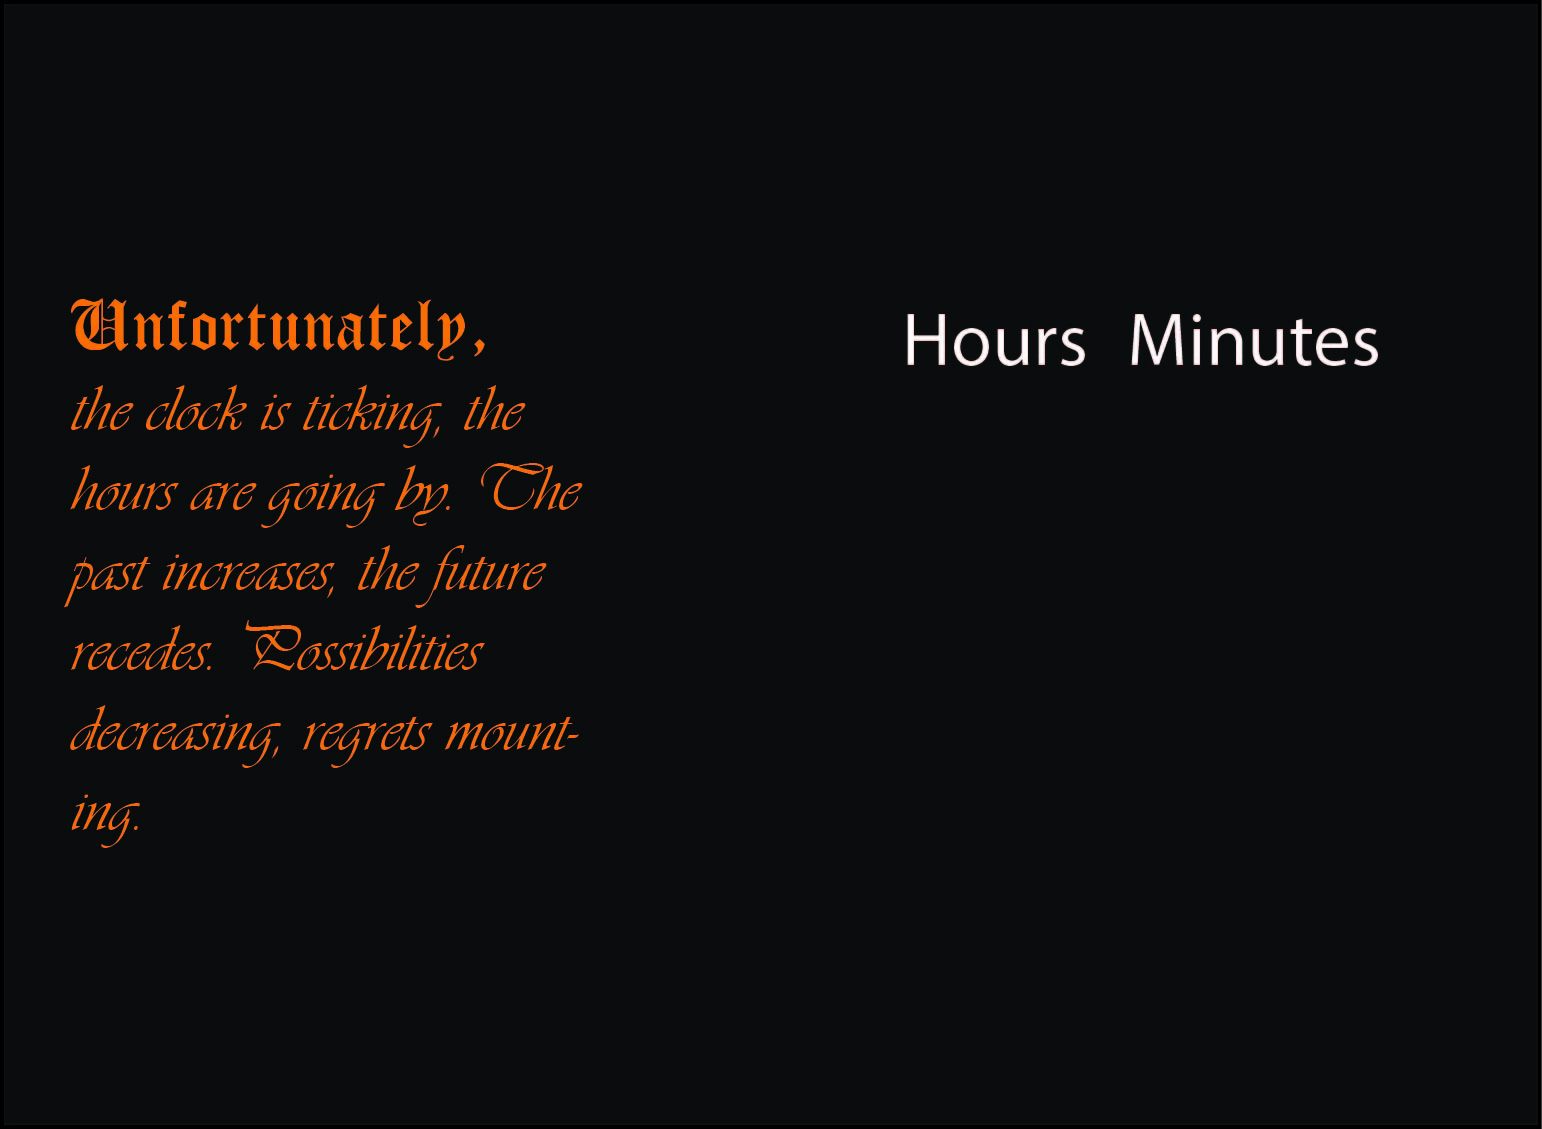 Unfortunately,
the clock is ticking, the
hours are going by. The
past increases, the future
recedes. Possibilities
decreasing, regrets mount-
ing.
Hours Minutes